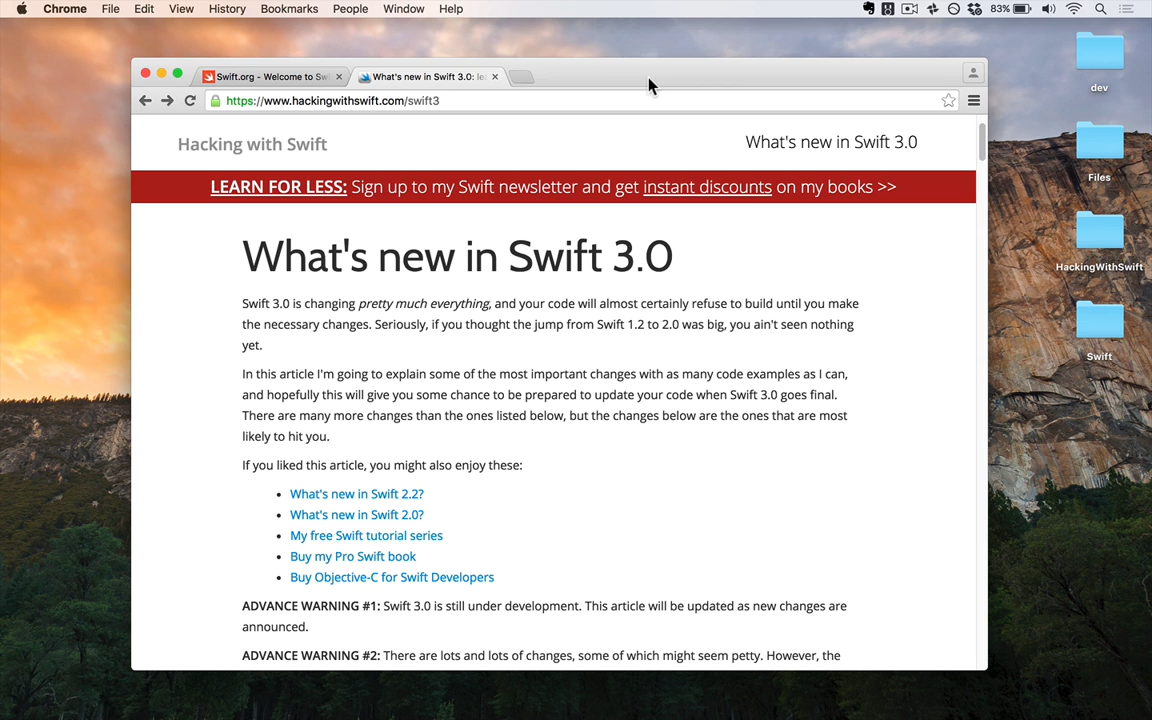 Chrome File Edit View History Bookmarks People Window Help 83%
Swift.org - Welcome to Swi
What's new in Swift 3.0: le
https://www.hackingwithswift.com/swift3
Hacking with Swift
What's new in Swift 3.0
LEARN FOR LESS: Sign up to my Swift newsletter and get instant discounts on my books >>
What's new in Swift 3.0
Swift 3.0 is changing pretty much everything, and your code will almost certainly refuse to build until you make
the necessary changes. Seriously, if you thought the jump from Swift 1.2 to 2.0 was big, you ain't seen nothing
yet.
In this article I'm going to explain some of the most important changes with as many code examples as I can,
and hopefully this will give you some chance to be prepared to update your code when Swift 3.0 goes final.
There are many more changes than the ones listed below, but the changes below are the ones that are most
likely to hit you.
If you liked this article, you might also enjoy these:
• What's new in Swift 2.2?
• What's new in Swift 2.0?
• My free Swift tutorial series
• Buy my Pro Swift book
• Buy Objective-C for Swift Developers
ADVANCE WARNING #1: Swift 3.0 is still under development. This article will be updated as new changes are
announced.
ADVANCE WARNING #2: There are lots and lots of changes, some of which might seem petty. However, the
dev
Files
HackingWithSwift
Swift